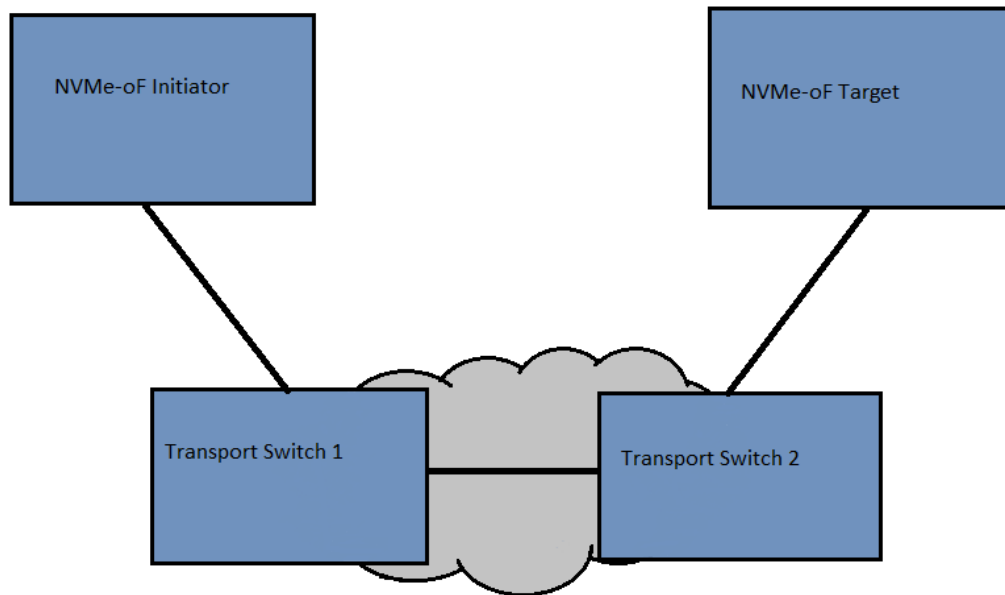 NVMe-oF Initiator
NVMe-oF Target
Transport Switch 1
Transport Switch 2